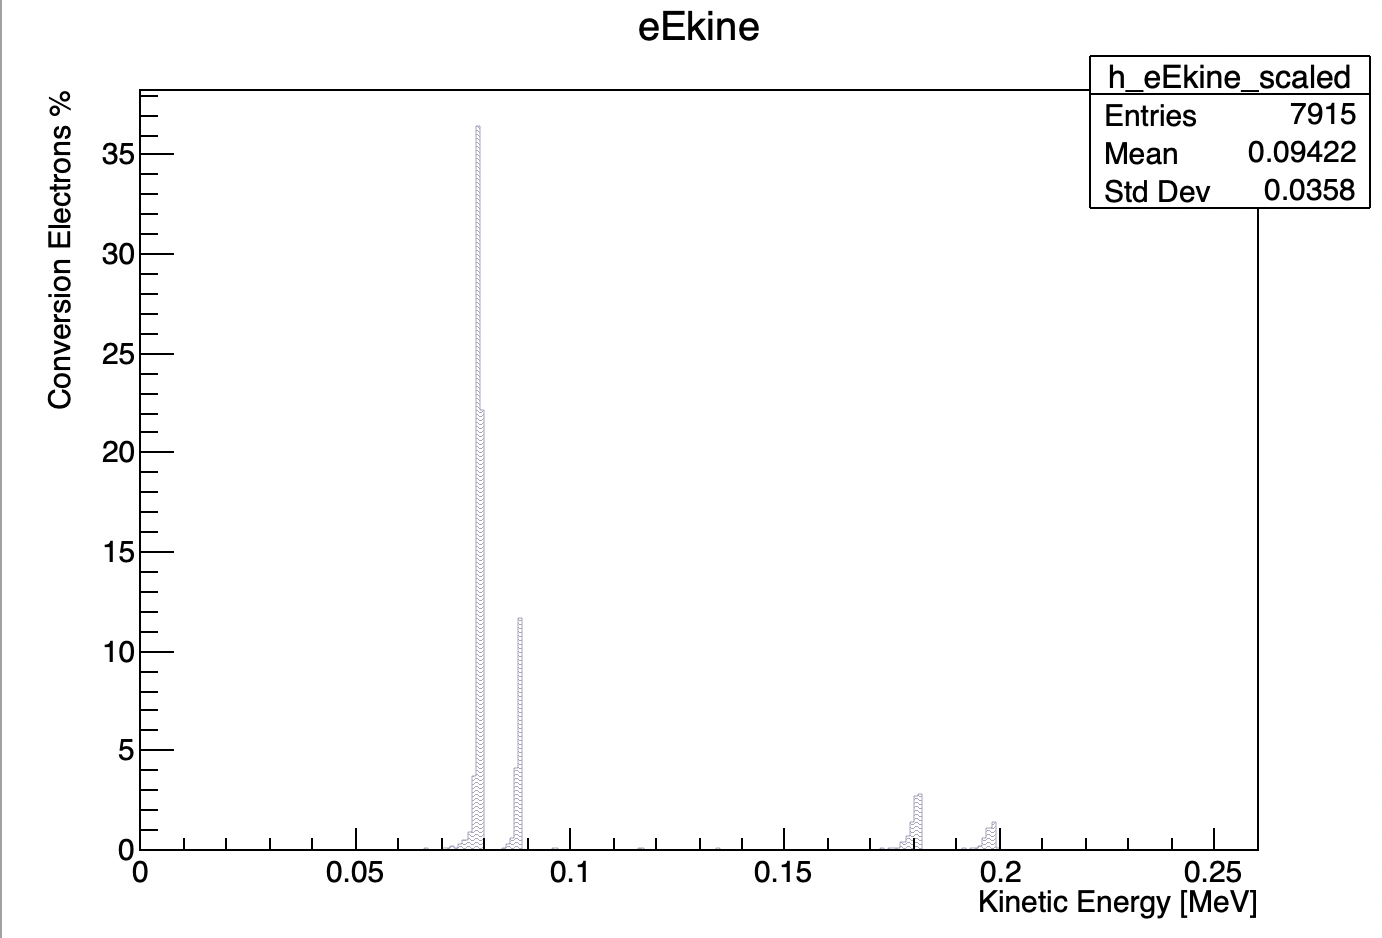 eEkine
h_eEkine_scaled
Entries 7915
Mean 0.09422
Std Dev 0.0358
Conversion Electrons %
35
30
25
20
15
10
5
0
0 0.05 0.1 0.15 0.2 0.25
Kinetic Energy [MeV]